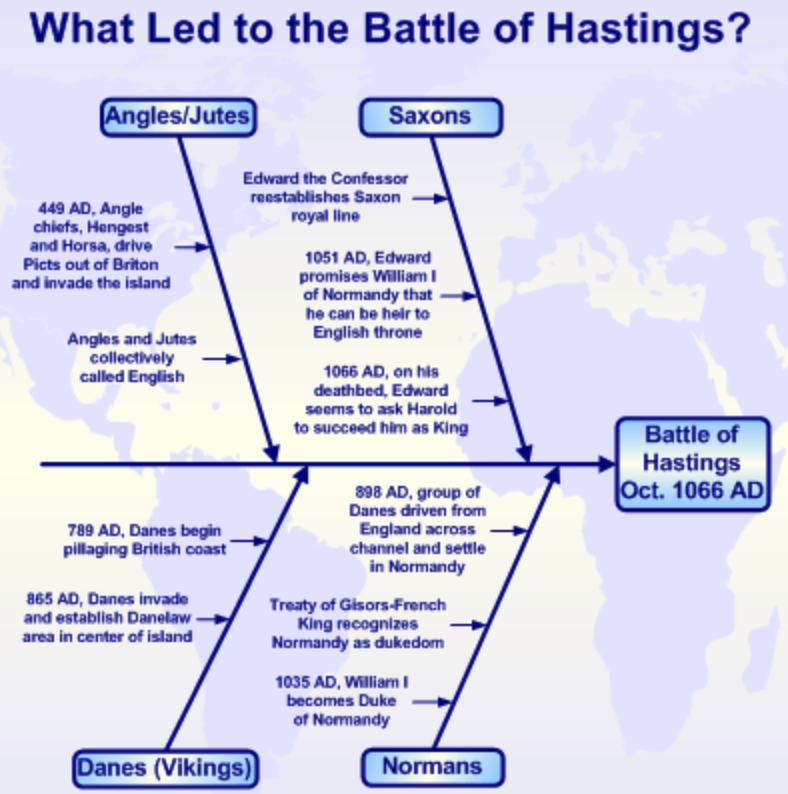 What Led to the Battle of Hastings?
Angles/Jutes
449 AD, Angle
chiefs, Hengest
and Horsa, drive
Picts out of Briton
and invade the island
Angles and Jutes
collectively
called English
Saxons
Edward the Confessor
reestablishes Saxon
royal line
1051 AD, Edward
promises William I
of Normandy that
he can be heir to
English throne
1066 AD, on his
deathbed, Edward
seems to ask Harold
to succeed him as King
Battle of
Hastings
Oct. 1066 AD
789 AD, Danes begin
pillaging British coast
865 AD, Danes invade
and establish Danelaw
area in center of island
Danes (Vikings)
898 AD, group of
Danes driven from
England across
channel and settle
in Normandy
Treaty of Gisors-French
King recognizes
Normandy as dukedom
1035 AD, William I
becomes Duke
of Normandy
Normans